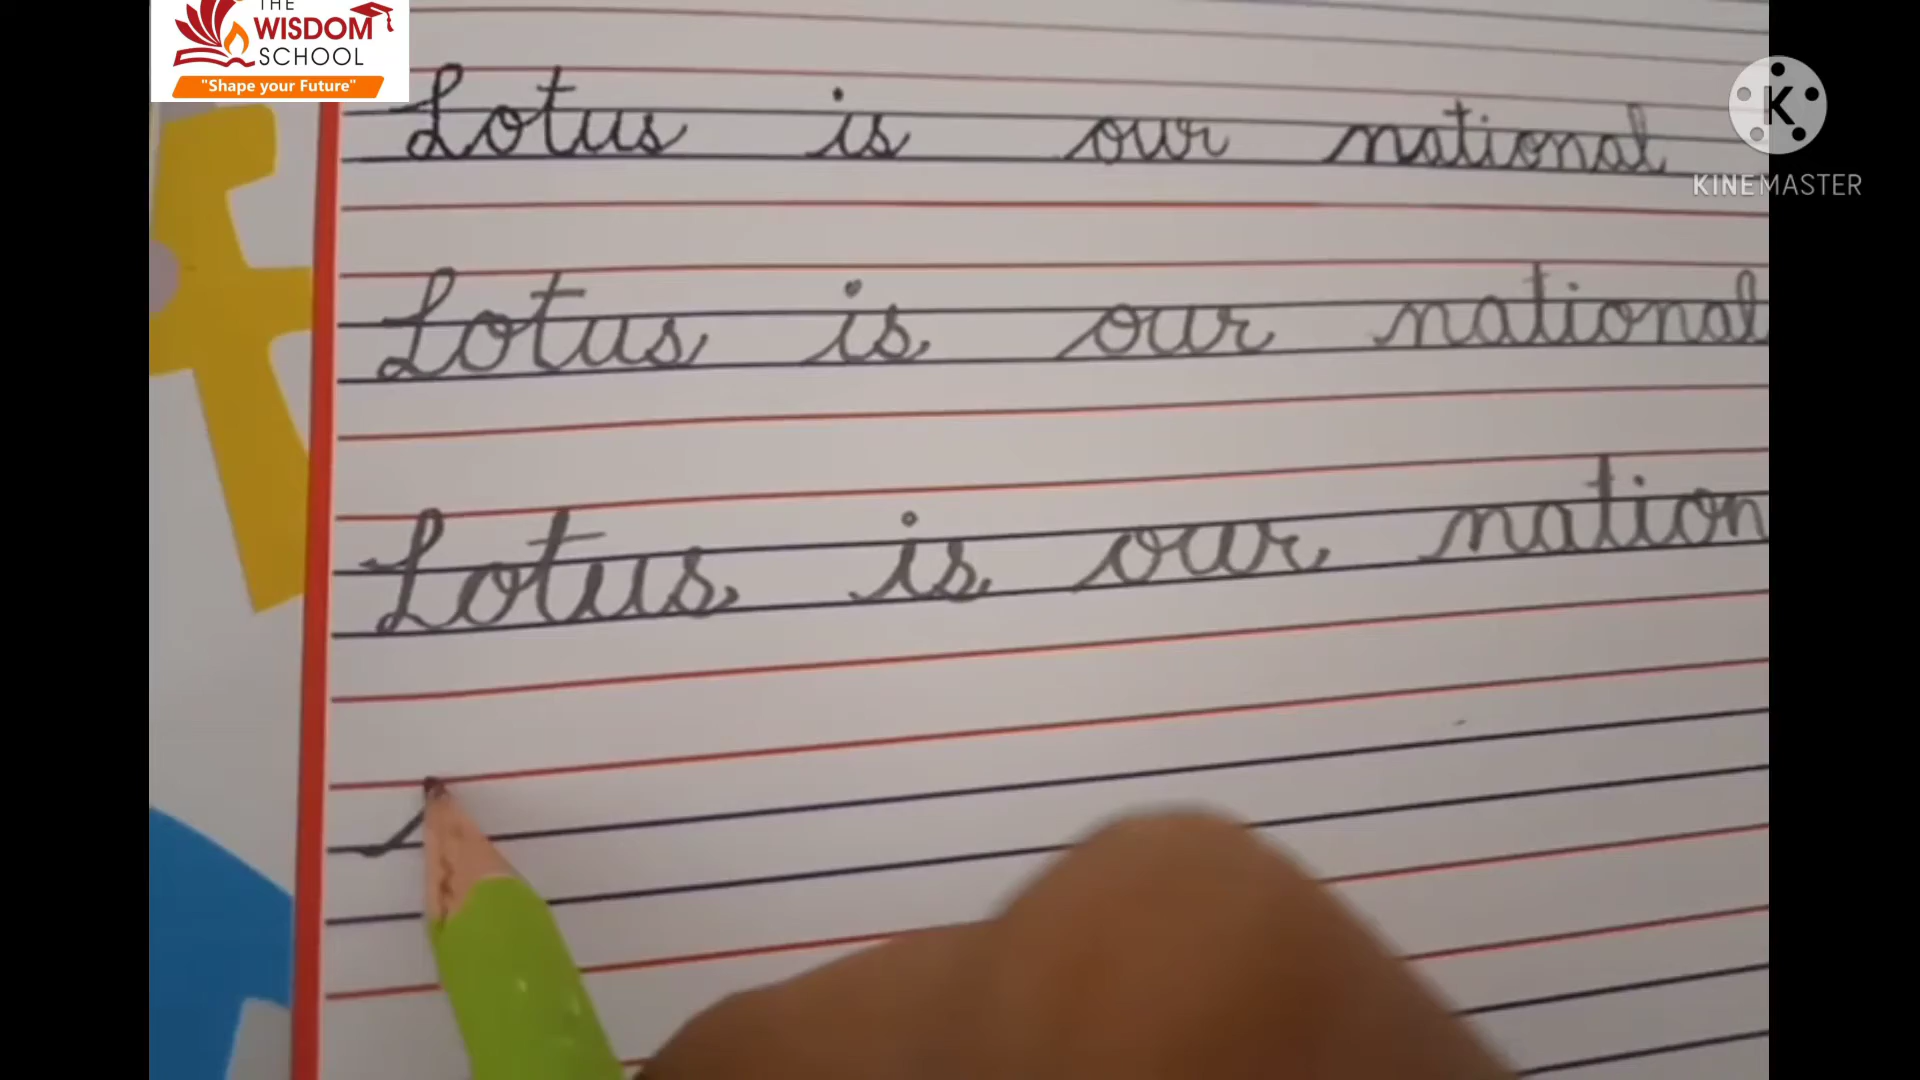 THE
WISDOM
SCHOOL
"Shape your Future"
K
KINEMASTER
Lotus is our national
Lotus is our national
Lotus is our nation